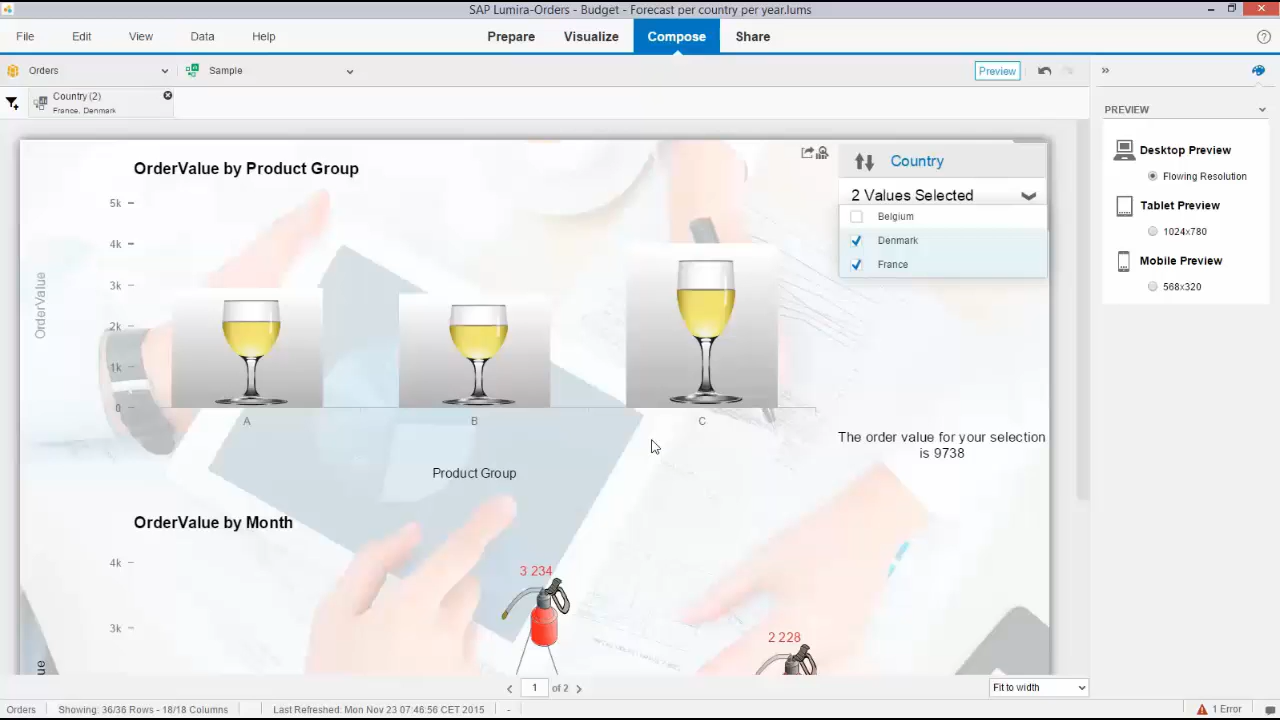 SAP Lumira-Orders - Budget - Forecast per country per year.lums
File Edit View Data Help Prepare Visualize Compose Share
Orders Sample Preview
Country (2)
France, Denmark
PREVIEW
Desktop Preview
Flowing Resolution
Tablet Preview
1024x780
Mobile Preview
568x320
OrderValue by Product Group
Country
2 Values Selected
Belgium
Denmark
France
5k
4k
3k
2k
1k
0
OrderValue
A B C
Product Group
The order value for your selection
is 9738
OrderValue by Month
4k
3k
3 234
2 228
1 of 2
Fit to width
Orders Showing: 36/36 Rows - 18/18 Columns Last Refreshed: Mon Nov 23 07:46:56 CET 2015 - 1 Error